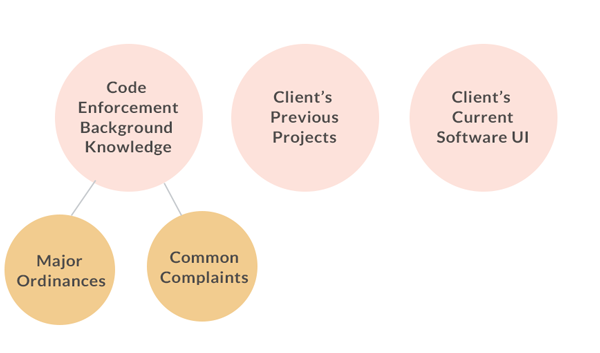 Code
Enforcement
Background
Knowledge
Client’s
Previous
Projects
Client’s
Current
Software UI
Major
Ordinances
Common
Complaints